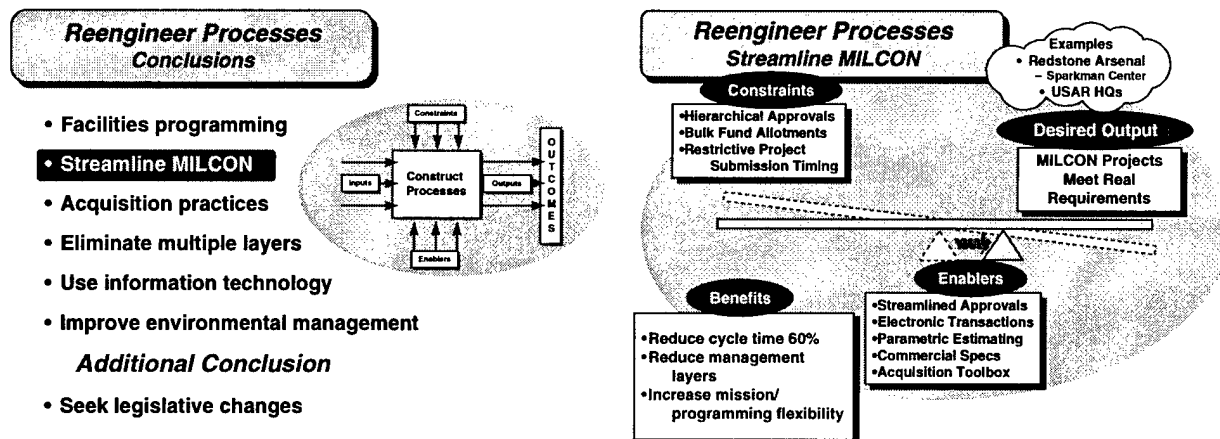 Reengineer Processes
Conclusions
• Facilities programming
• Streamline MILCON
• Acquisition practices
• Eliminate multiple layers
• Use information technology
• Improve environmental management
Additional Conclusion
• Seek legislative changes
Constraints
Inputs
Construct
Processes
Outputs
Enablers
OUTCOMES
Reengineer Processes
Streamline MILCON
Examples
• Redstone Arsenal
– Sparkman Center
• USAR HQs
Constraints
•Hierarchical Approvals
•Bulk Fund Allotments
•Restrictive Project
Submission Timing
Desired Output
MILCON Projects
Meet Real
Requirements
Benefits
•Reduce cycle time 60%
•Reduce management
layers
•Increase mission/
programming flexibility
Enablers
•Streamlined Approvals
•Electronic Transactions
•Parametric Estimating
•Commercial Specs
•Acquisition Toolbox